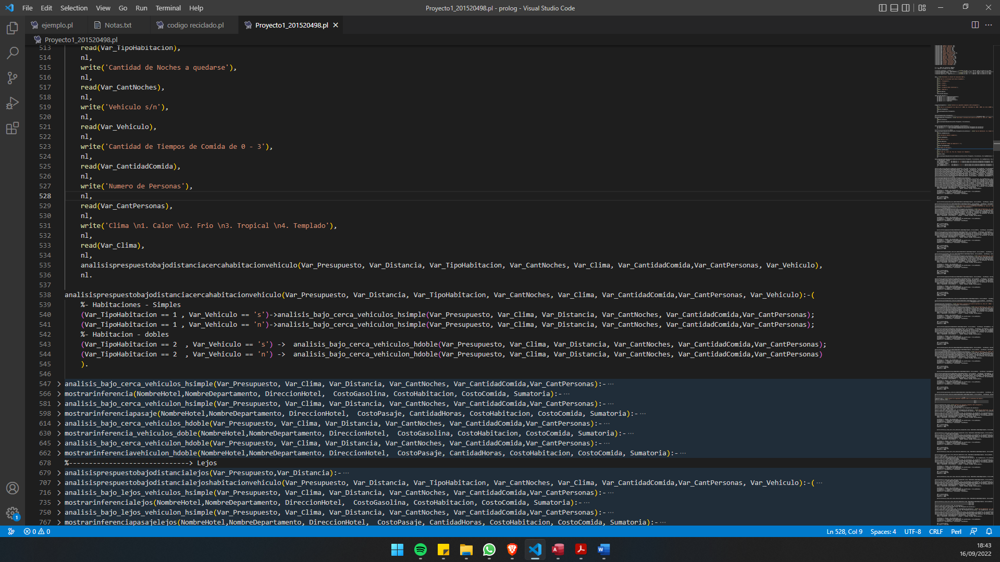 File Edit Selection View Go Run Terminal Help
Proyecto1_201520498.pl - prolog - Visual Studio Code
ejemplo.pl Notas.txt codigo reciclado.pl Proyecto1_201520498.pl
Proyecto1_201520498.pl
513 read(Var_TipoHabitacion),
514 nl,
515 write('Cantidad de Noches a quedarse'),
516 nl,
517 read(Var_CantNoches),
518 nl,
519 write('Vehiculo s/n'),
520 nl,
521 read(Var_Vehiculo),
522 nl,
523 write('Cantidad de Tiempos de Comida de 0 - 3'),
524 nl,
525 read(Var_CantidadComida),
526 nl,
527 write('Numero de Personas'),
528 nl,
529 read(Var_CantPersonas),
530 nl,
531 write('Clima \n1. Calor \n2. Frio \n3. Tropical \n4. Templado'),
532 nl,
533 read(Var_Clima),
534 nl,
535 analisisprespuestobajodistanciacercahabitacionvehiculo(Var_Presupuesto, Var_Distancia, Var_TipoHabitacion, Var_CantNoches, Var_Clima, Var_CantidadComida,Var_CantPersonas, Var_Vehiculo),
536 nl.
537
538 analisisprespuestobajodistanciacercahabitacionvehiculo(Var_Presupuesto, Var_Distancia, Var_TipoHabitacion, Var_CantNoches, Var_Clima, Var_CantidadComida,Var_CantPersonas, Var_Vehiculo):-(
539 %- Habitaciones - Simples
540 (Var_TipoHabitacion == 1 , Var_Vehiculo == 's')->analisis_bajo_cerca_vehiculos_hsimple(Var_Presupuesto, Var_Clima, Var_Distancia, Var_CantNoches, Var_CantidadComida,Var_CantPersonas);
541 (Var_TipoHabitacion == 1 , Var_Vehiculo == 'n')->analisis_bajo_cerca_vehiculon_hsimple(Var_Presupuesto, Var_Clima, Var_Distancia, Var_CantNoches, Var_CantidadComida,Var_CantPersonas);
542 %- Habitacion - dobles
543 (Var_TipoHabitacion == 2  , Var_Vehiculo == 's') ->  analisis_bajo_cerca_vehiculos_hdoble(Var_Presupuesto, Var_Clima, Var_Distancia, Var_CantNoches, Var_CantidadComida,Var_CantPersonas);
544 (Var_TipoHabitacion == 2  , Var_Vehiculo == 'n') ->  analisis_bajo_cerca_vehiculon_hdoble(Var_Presupuesto, Var_Clima, Var_Distancia, Var_CantNoches, Var_CantidadComida,Var_CantPersonas)
545 ).
546
547 > analisis_bajo_cerca_vehiculos_hsimple(Var_Presupuesto, Var_Clima, Var_Distancia, Var_CantNoches, Var_CantidadComida,Var_CantPersonas):- ···
566 > mostrarinferencia(NombreHotel,NombreDepartamento, DireccionHotel,  CostoGasolina, CostoHabitacion, CostoComida, Sumatoria):- ···
581 > analisis_bajo_cerca_vehiculon_hsimple(Var_Presupuesto, Var_Clima, Var_Distancia, Var_CantNoches, Var_CantidadComida,Var_CantPersonas):- ···
598 > mostrarinferenciapasaje(NombreHotel,NombreDepartamento, DireccionHotel,  CostoPasaje, CantidadHoras, CostoHabitacion, CostoComida, Sumatoria):- ···
614 > analisis_bajo_cerca_vehiculos_hdoble(Var_Presupuesto, Var_Clima, Var_Distancia, Var_CantNoches, Var_CantidadComida,Var_CantPersonas):- ···
630 > mostrarinferencia_vehiculos_doble(NombreHotel,NombreDepartamento, DireccionHotel,  CostoGasolina, CostoHabitacion, CostoComida, Sumatoria):- ···
645 > analisis_bajo_cerca_vehiculon_hdoble(Var_Presupuesto, Var_Clima, Var_Distancia, Var_CantNoches, Var_CantidadComida,Var_CantPersonas):- ···
662 > mostrarinferenciavehiculon_hdoble(NombreHotel,NombreDepartamento, DireccionHotel,  CostoPasaje, CantidadHoras, CostoHabitacion, CostoComida, Sumatoria):- ···
678 %------------------------------> Lejos
679 > analisisprespuestobajodistancialejos(Var_Presupuesto,Var_Distancia):- ···
707 > analisisprespuestobajodistancialejoshabitacionvehiculo(Var_Presupuesto, Var_Distancia, Var_TipoHabitacion, Var_CantNoches, Var_Clima, Var_CantidadComida,Var_CantPersonas, Var_Vehiculo):-( ···
716 > analisis_bajo_lejos_vehiculos_hsimple(Var_Presupuesto, Var_Clima, Var_Distancia, Var_CantNoches, Var_CantidadComida,Var_CantPersonas):- ···
735 > mostrarinferencialejos(NombreHotel,NombreDepartamento, DireccionHotel,  CostoGasolina, CostoHabitacion, CostoComida, Sumatoria):- ···
750 > analisis_bajo_lejos_vehiculon_hsimple(Var_Presupuesto, Var_Clima, Var_Distancia, Var_CantNoches, Var_CantidadComida,Var_CantPersonas):- ···
767 > mostrarinferenciapasajelejos(NombreHotel,NombreDepartamento, DireccionHotel,  CostoPasaje, CantidadHoras, CostoHabitacion, CostoComida, Sumatoria):- ···
1
0 0 Ln 528, Col 9 Spaces: 4 UTF-8 CRLF Perl
18:43
16/09/2022